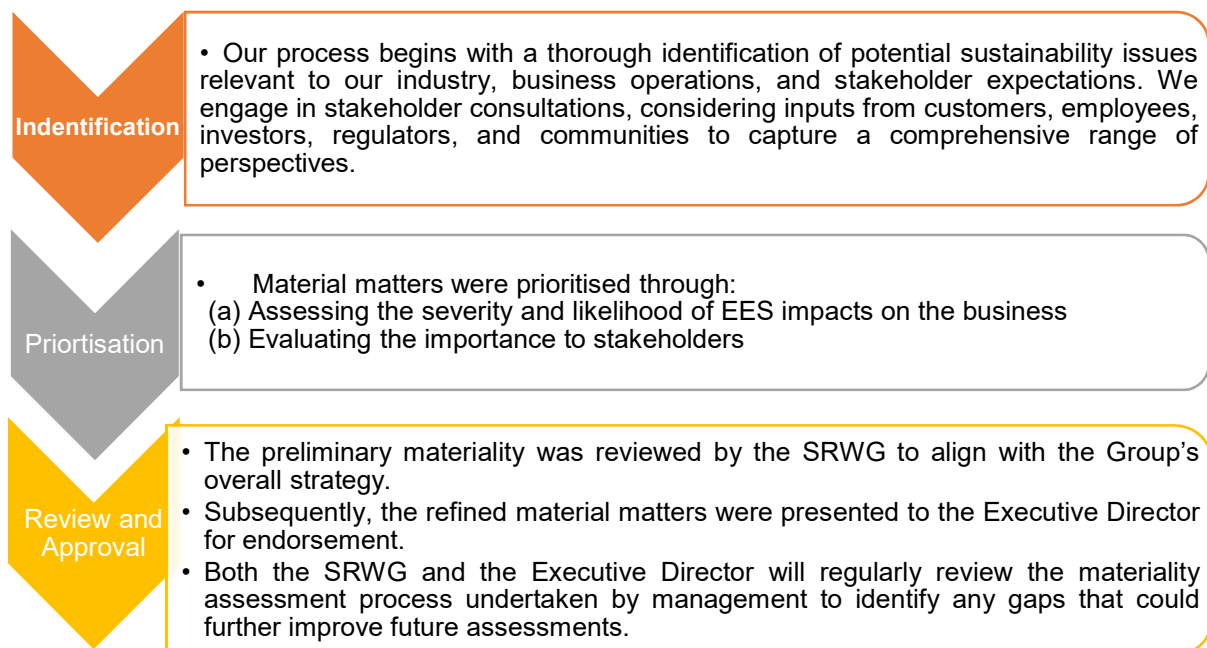 Indentification
• Our process begins with a thorough identification of potential sustainability issues
relevant to our industry, business operations, and stakeholder expectations. We
engage in stakeholder consultations, considering inputs from customers, employees,
investors, regulators, and communities to capture a comprehensive range of
perspectives.
Priortisation
• Material matters were prioritised through:
(a) Assessing the severity and likelihood of EES impacts on the business
(b) Evaluating the importance to stakeholders
Review and
Approval
• The preliminary materiality was reviewed by the SRWG to align with the Group’s
overall strategy.
• Subsequently, the refined material matters were presented to the Executive Director
for endorsement.
• Both the SRWG and the Executive Director will regularly review the materiality
assessment process undertaken by management to identify any gaps that could
further improve future assessments.